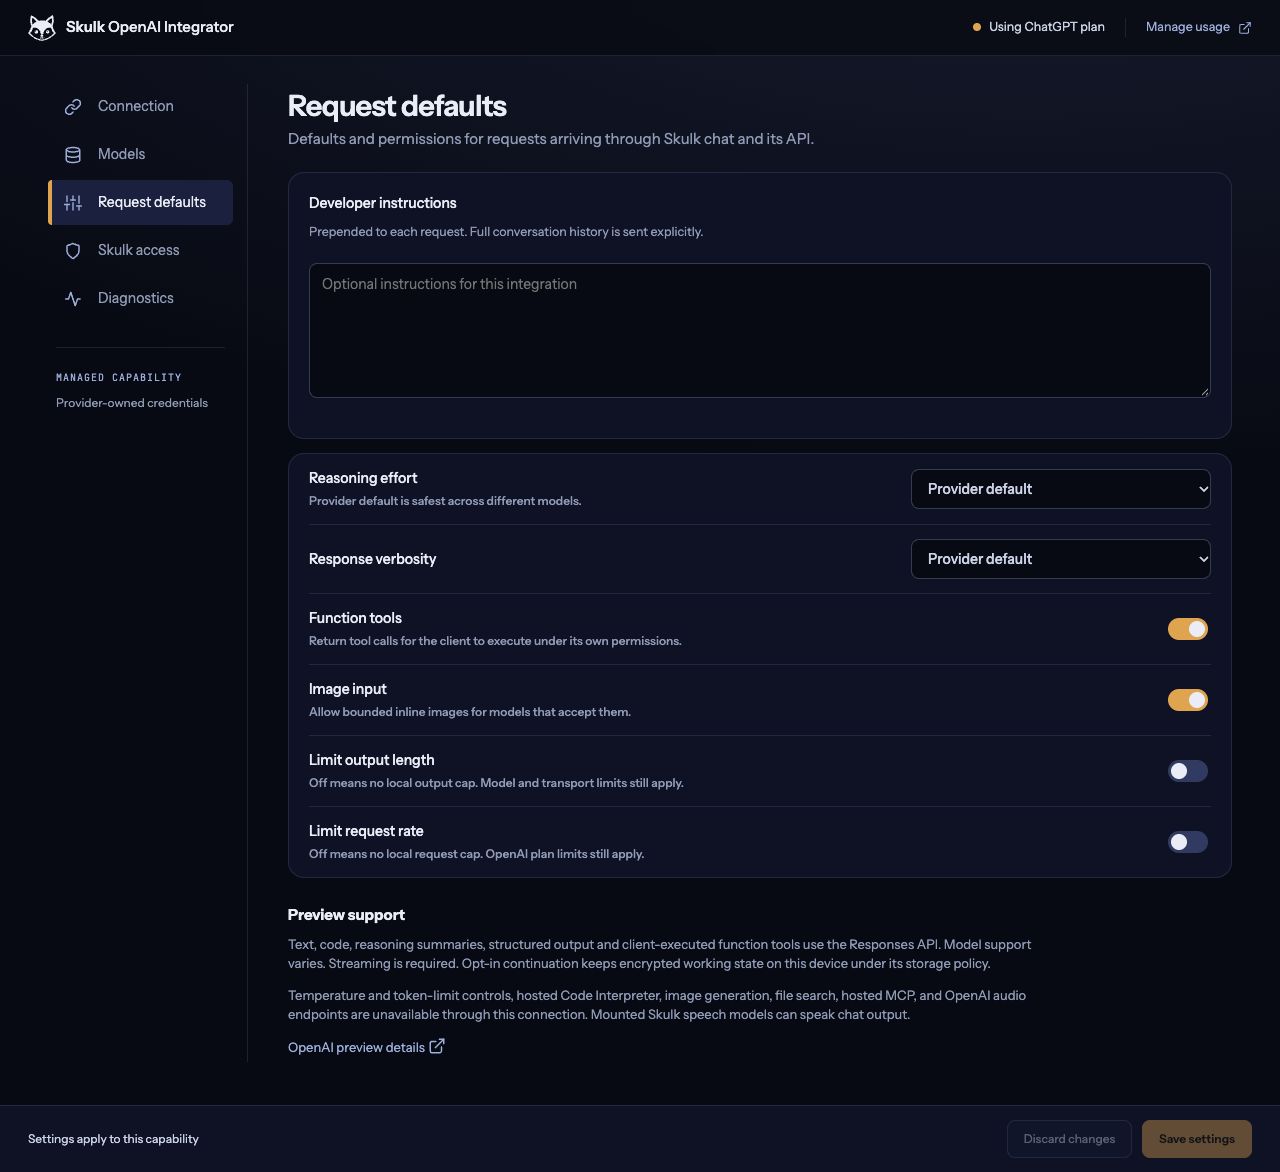 Skulk OpenAI Integrator
Using ChatGPT plan
Manage usage
Connection
Models
Request defaults
Skulk access
Diagnostics
MANAGED CAPABILITY
Provider-owned credentials
Request defaults
Defaults and permissions for requests arriving through Skulk chat and its API.
Developer instructions
Prepended to each request. Full conversation history is sent explicitly.
Optional instructions for this integration
Reasoning effort
Provider default is safest across different models.
Provider default
Response verbosity
Provider default
Function tools
Return tool calls for the client to execute under its own permissions.
Image input
Allow bounded inline images for models that accept them.
Limit output length
Off means no local output cap. Model and transport limits still apply.
Limit request rate
Off means no local request cap. OpenAI plan limits still apply.
Preview support
Text, code, reasoning summaries, structured output and client-executed function tools use the Responses API. Model support
varies. Streaming is required. Opt-in continuation keeps encrypted working state on this device under its storage policy.
Temperature and token-limit controls, hosted Code Interpreter, image generation, file search, hosted MCP, and OpenAI audio
endpoints are unavailable through this connection. Mounted Skulk speech models can speak chat output.
OpenAI preview details
Settings apply to this capability
Discard changes
Save settings